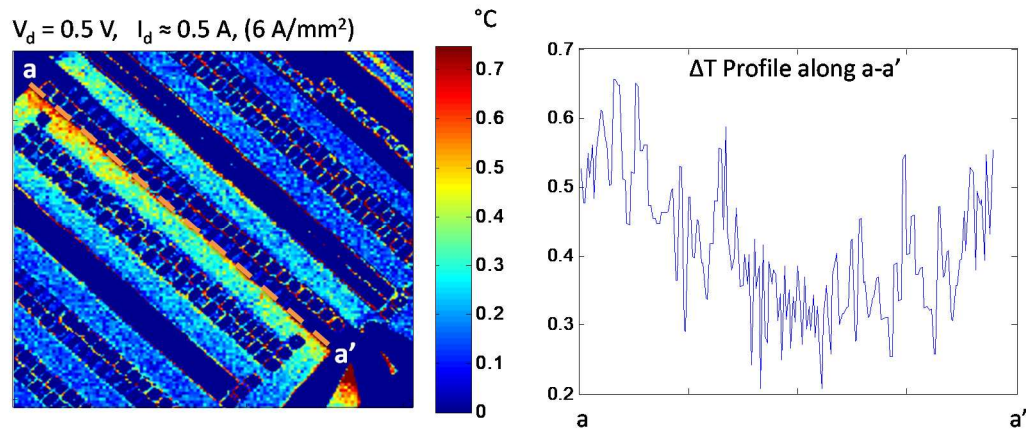 V_d = 0.5 V, I_d ≈ 0.5 A, (6 A/mm²)
°C
a
a’
0.7
0.6
0.5
0.4
0.3
0.2
0.1
0
ΔT Profile along a-a’
0.7
0.6
0.5
0.4
0.3
0.2
a
a’